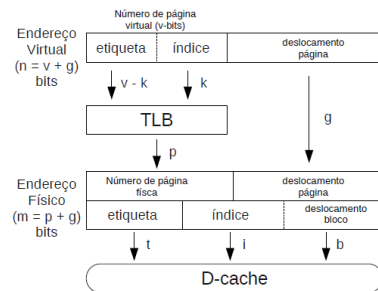 Número de página
virtual (v-bits)
Endereço
Virtual
(n = v + g)
bits
etiqueta
índice
deslocamento
página
v - k
k
g
TLB
p
Endereço
Físico
(m = p + g)
bits
Número de página
físca
deslocamento
página
etiqueta
índice
deslocamento
bloco
t
i
b
D-cache